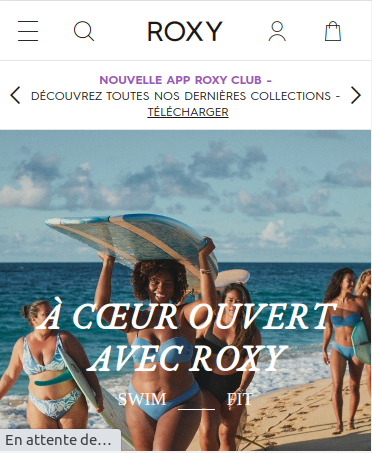 ROXY
NOUVELLE APP ROXY CLUB -
DÉCOUVREZ TOUTES NOS DERNIÈRES COLLECTIONS -
TÉLÉCHARGER
À CŒUR OUVERT
AVEC ROXY
SWIM FIT
En attente de...